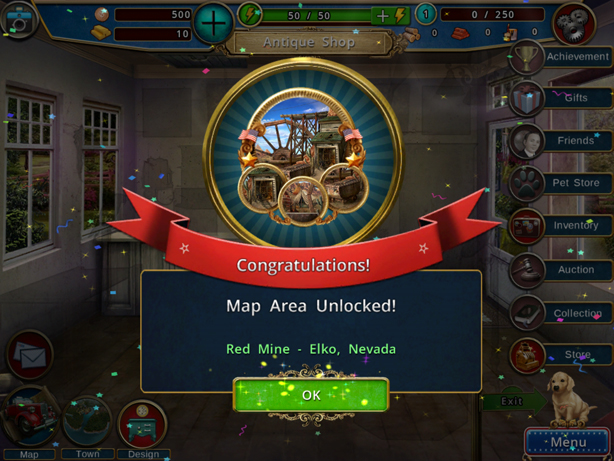 500
50 / 50
1
0 / 250
10
0
0
0
Antique Shop
Achievement
Gifts
Friends
Pet Store
Inventory
Auction
Collection
Store
Congratulations!
Map Area Unlocked!
Red Mine - Elko, Nevada
OK
Exit
Map
Town
Design
Menu